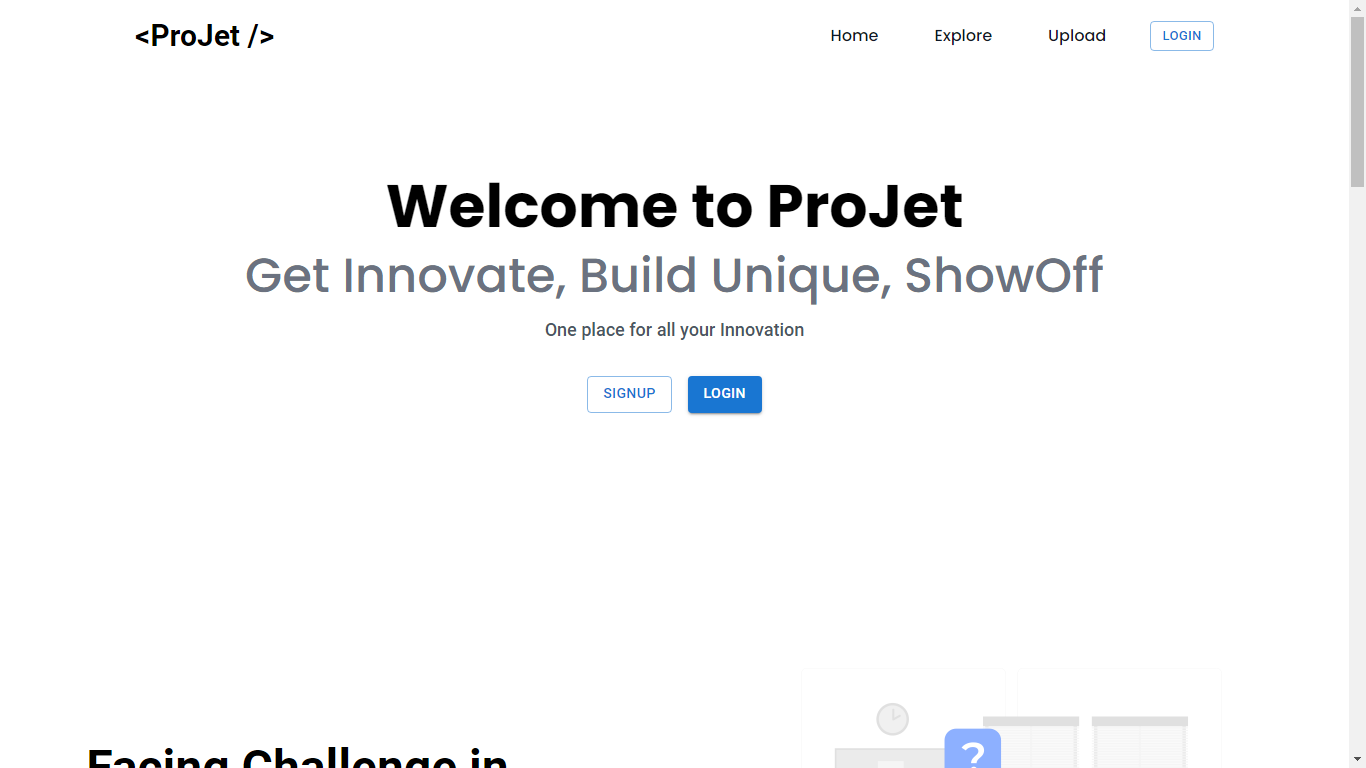 <ProJet />
Home Explore Upload LOGIN
Welcome to ProJet
Get Innovate, Build Unique, ShowOff
One place for all your Innovation
SIGNUP LOGIN
Facing Challenge in
?